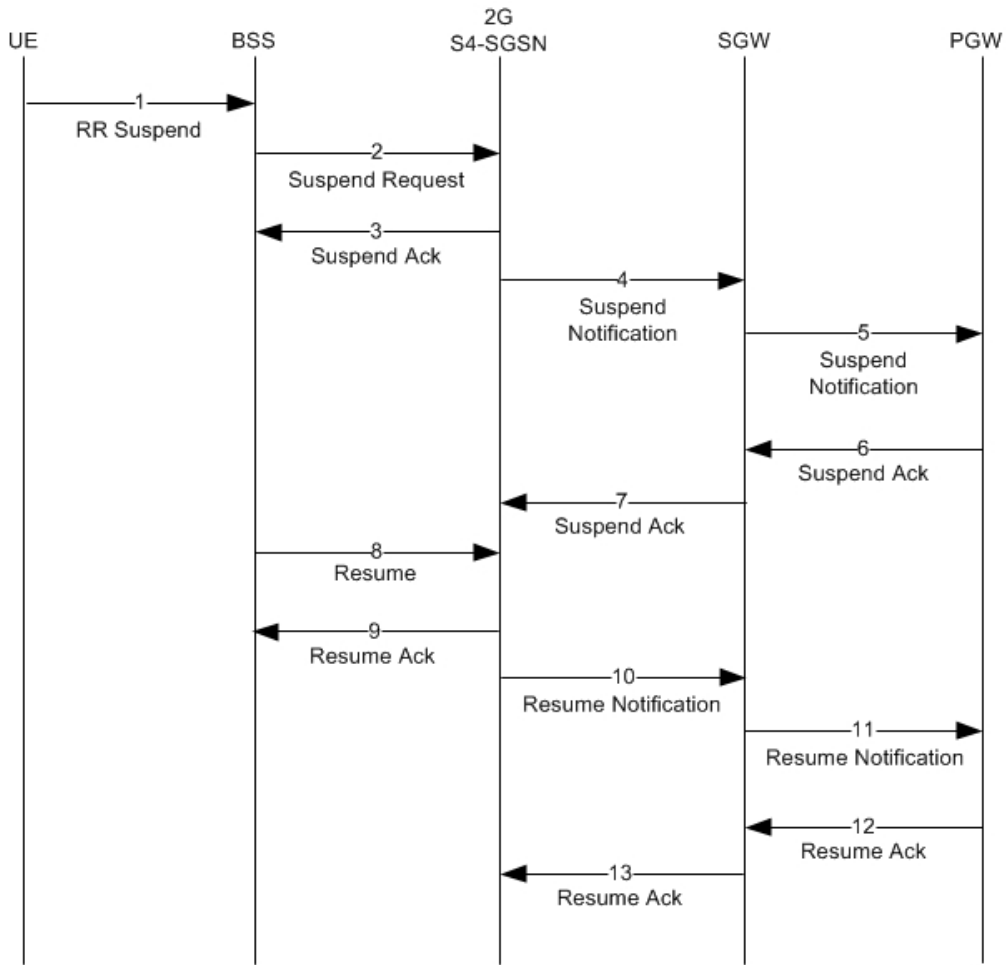 2G
UE
BSS
S4-SGSN
SGW
PGW
1
RR Suspend
2
Suspend Request
3
Suspend Ack
4
Suspend
Notification
5
Suspend
Notification
6
Suspend Ack
7
Suspend Ack
8
Resume
9
Resume Ack
10
Resume Notification
11
Resume Notification
12
Resume Ack
13
Resume Ack